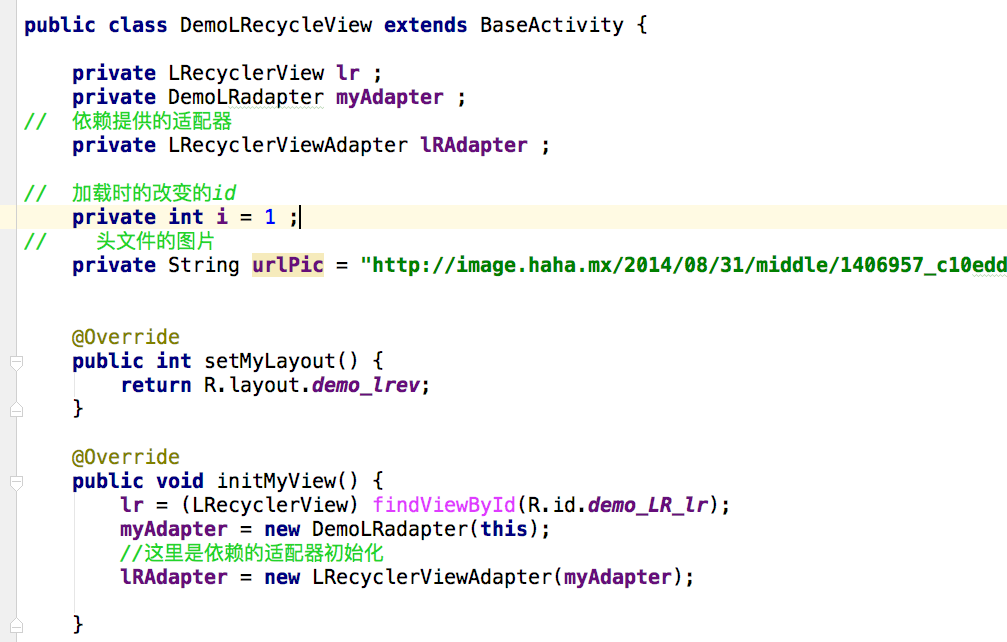 public class DemoLRecycleView extends BaseActivity {
private LRecyclerView lr ;
private DemoLRadapter myAdapter ;
// 依赖提供的适配器
private LRecyclerViewAdapter lRAdapter ;
// 加载时的改变的id
private int i = 1 ;
// 头文件的图片
private String urlPic = "http://image.haha.mx/2014/08/31/middle/1406957_c10edd
@Override
public int setMyLayout() {
return R.layout.demo_lrev;
}
@Override
public void initMyView() {
lr = (LRecyclerView) findViewById(R.id.demo_LR_lr);
myAdapter = new DemoLRadapter(this);
//这里是依赖的适配器初始化
lRAdapter = new LRecyclerViewAdapter(myAdapter);
}